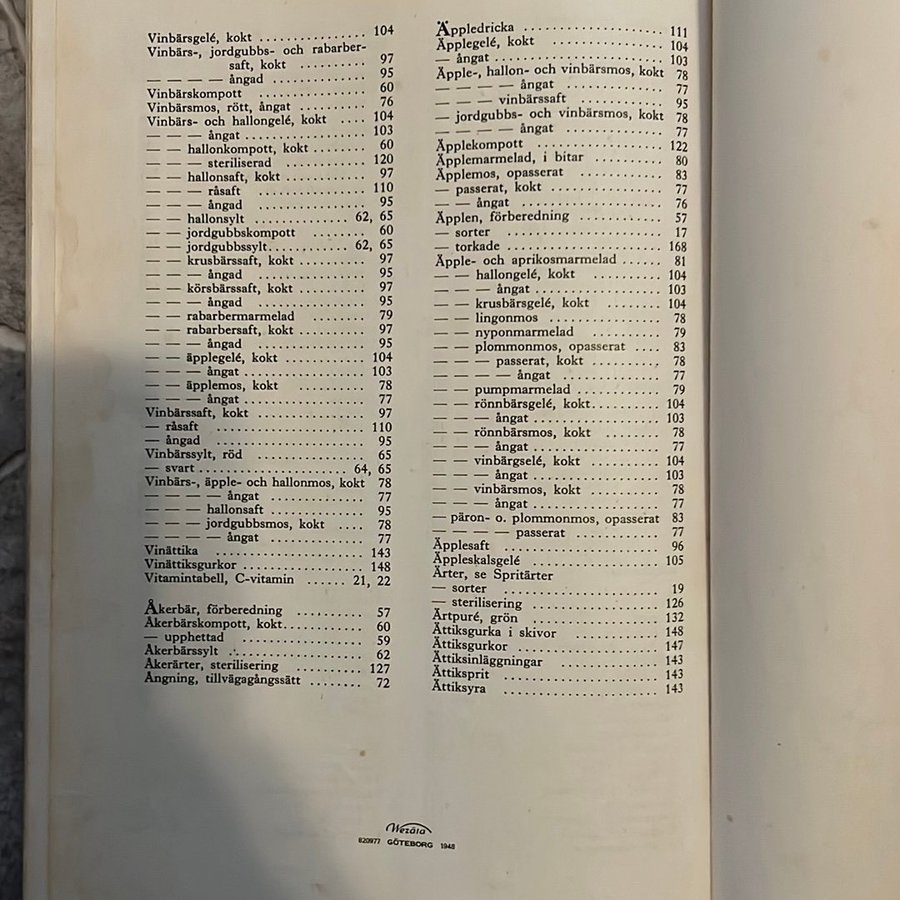 Vinbärsgelé, kokt .................. 104
Vinbärs-, jordgubbs- och rabarber-
saft, kokt .......... 97
— — — — ångad .............. 95
Vinbärskompott .................. 60
Vinbärsmos, rött, ångat ............ 76
Vinbärs- och hallongelé, kokt .... 104
— — — ångat .................. 103
— — hallonkompott, kokt ........ 60
— — — steriliserad ............ 120
— — hallonsaft, kokt ............ 97
— — — råsaft .................. 110
— — — ångad .................. 95
— — hallonsylt .............. 62, 65
— — jordgubbskompott ........ 60
— — jordgubbssylt............ 62, 65
— — krusbärssaft, kokt .......... 97
— — — ångad .................. 95
— — körsbärssaft, kokt .......... 97
— — — ångad .................. 95
— — rabarbermarmelad .......... 79
— — rabarbersaft, kokt .......... 97
— — — ångad .................. 95
— — äpplegelé, kokt ............ 104
— — — ångat .................. 103
— — äpplemos, kokt ............ 78
— — — ångat .................. 77
Vinbärssaft, kokt .................. 97
— råsaft ........................ 110
— ångad ........................ 95
Vinbärssylt, röd .................. 65
— svart ...................... 64, 65
Vinbärs-, äpple- och hallonmos, kokt 78
— — — — ångat .............. 77
— — — hallonsaft .............. 95
— — — jordgubbsmos, kokt .... 78
— — — — ångat .............. 77
Vinättika ........................ 143
Vinättiksgurkor .................. 148
Vitamintabell, C-vitamin ...... 21, 22
Åkerbär, förberedning ............ 57
Åkerbärskompott, kokt............ 60
— upphettad .................. 59
Åkerbärssylt .................... 62
Åkerärter, sterilisering .......... 127
Ångning, tillvägagångssätt ........ 72
Äppledricka .................... 111
Äpplegelé, kokt ................ 104
— ångat ........................ 103
Äpple-, hallon- och vinbärsmos, kokt 78
— — — — ångat .............. 77
— — — vinbärssaft ............ 95
— jordgubbs- och vinbärsmos, kokt 78
— — — — ångat .............. 77
Äpplekompott .................. 122
Äpplemarmelad, i bitar .......... 80
Äpplemos, opasserat ............ 83
— passerat, kokt ................ 77
— — ångat .................... 76
Äpplen, förberedning ............ 57
— sorter ........................ 17
— torkade ...................... 168
Äpple- och aprikosmarmelad ...... 81
— — hallongelé, kokt .......... 104
— — — ångat .................. 103
— — krusbärsgelé, kokt ........ 104
— — lingonmos ................ 78
— — nyponmarmelad .......... 79
— — plommonmos, opasserat .... 83
— — — passerat, kokt .......... 78
— — — — ångat .............. 77
— — pumpmarmelad ............ 79
— — rönnbärsgelé, kokt.......... 104
— — — ångat .................. 103
— — rönnbärsmos, kokt ........ 78
— — — ångat .................. 77
— — vinbärgselé, kokt .......... 104
— — — ångat .................. 103
— — vinbärsmos, kokt .......... 78
— — — ångat .................. 77
— päron- o. plommonmos, opasserat 83
— — — — passerat .............. 77
Äpplesaft ...................... 96
Äppleskalsgelé .................. 105
Ärter, se Spritärter
— sorter ........................ 19
— sterilisering .................. 126
Ärtpuré, grön .................. 132
Ättiksgurka i skivor ............ 148
Ättiksgurkor .................... 147
Ättiksinläggningar .............. 143
Ättiksprit ...................... 143
Ättiksyra ...................... 143
Wezäta
820977 GÖTEBORG 1948